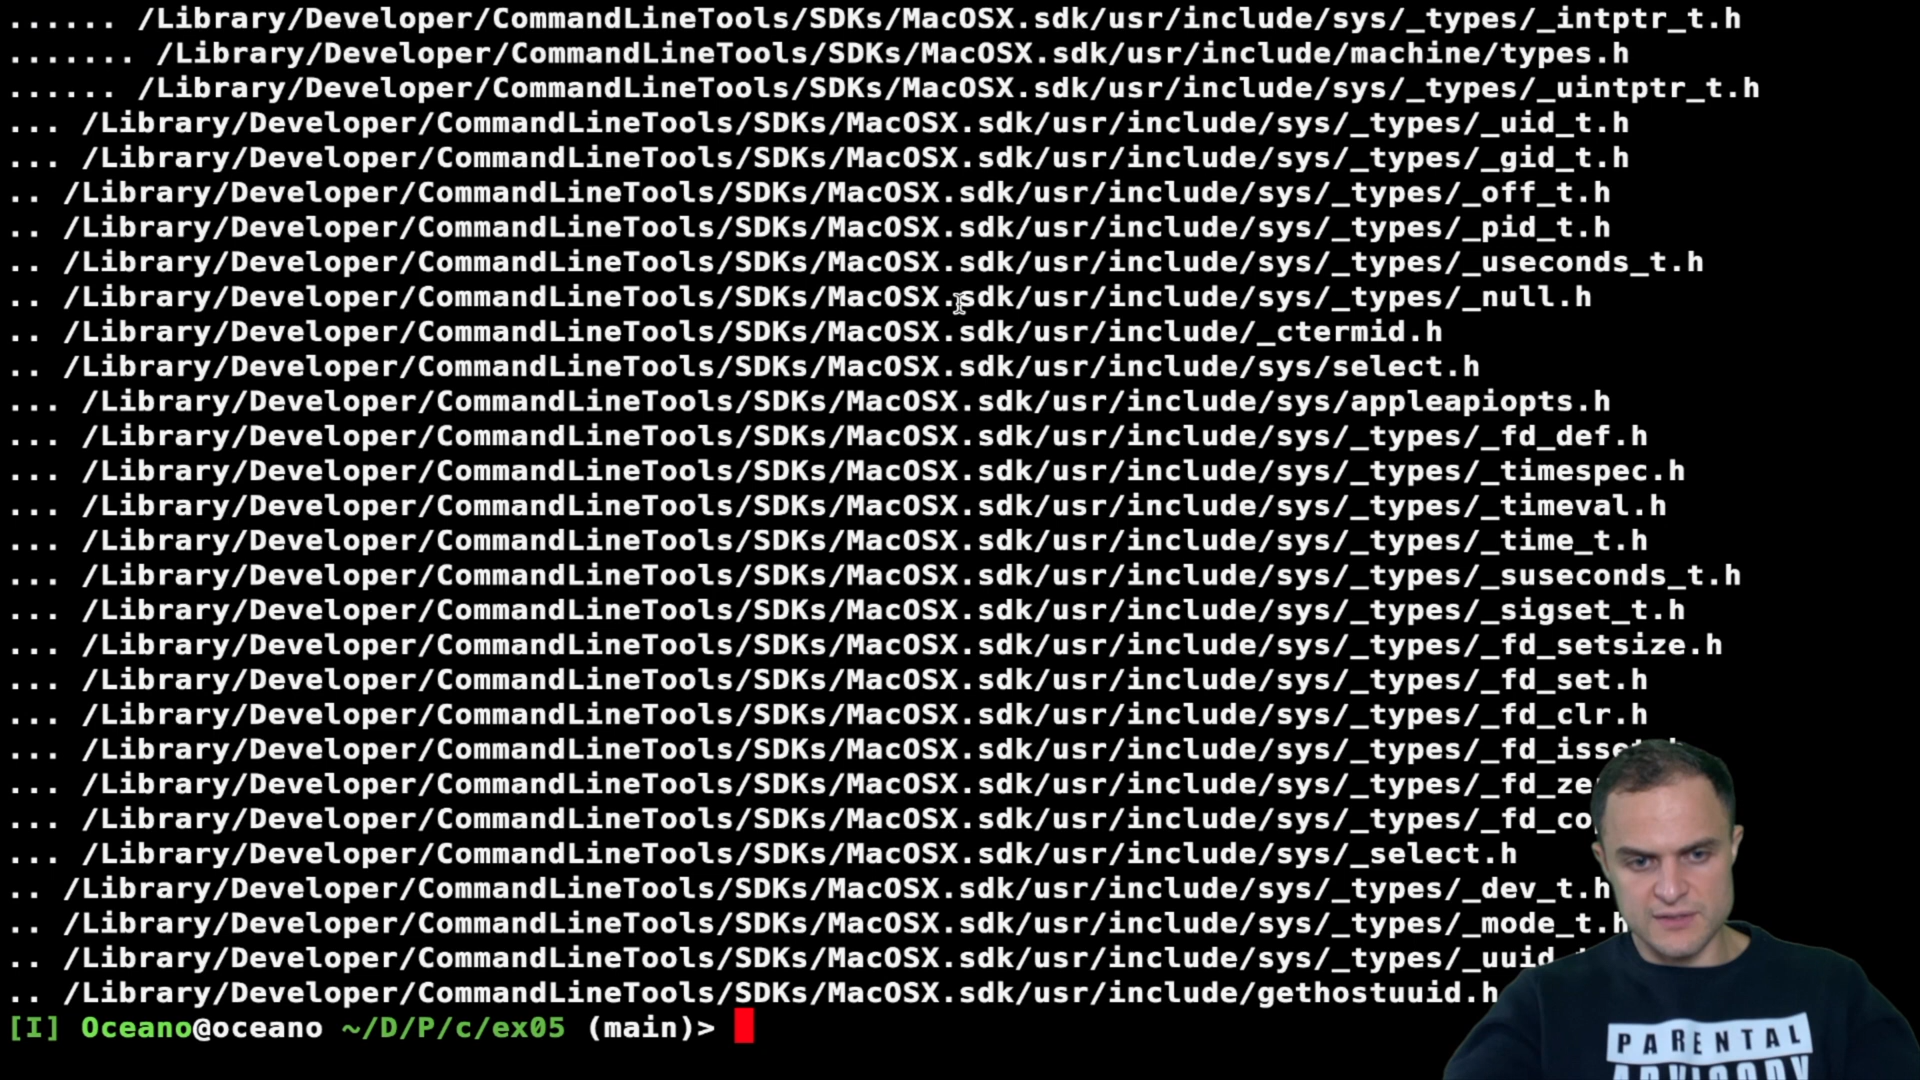 ...... /Library/Developer/CommandLineTools/SDKs/MacOSX.sdk/usr/include/sys/_types/_intptr_t.h
....... /Library/Developer/CommandLineTools/SDKs/MacOSX.sdk/usr/include/machine/types.h
...... /Library/Developer/CommandLineTools/SDKs/MacOSX.sdk/usr/include/sys/_types/_uintptr_t.h
... /Library/Developer/CommandLineTools/SDKs/MacOSX.sdk/usr/include/sys/_types/_uid_t.h
... /Library/Developer/CommandLineTools/SDKs/MacOSX.sdk/usr/include/sys/_types/_gid_t.h
.. /Library/Developer/CommandLineTools/SDKs/MacOSX.sdk/usr/include/sys/_types/_off_t.h
.. /Library/Developer/CommandLineTools/SDKs/MacOSX.sdk/usr/include/sys/_types/_pid_t.h
.. /Library/Developer/CommandLineTools/SDKs/MacOSX.sdk/usr/include/sys/_types/_useconds_t.h
.. /Library/Developer/CommandLineTools/SDKs/MacOSX.sdk/usr/include/sys/_types/_null.h
.. /Library/Developer/CommandLineTools/SDKs/MacOSX.sdk/usr/include/_ctermid.h
.. /Library/Developer/CommandLineTools/SDKs/MacOSX.sdk/usr/include/sys/select.h
... /Library/Developer/CommandLineTools/SDKs/MacOSX.sdk/usr/include/sys/appleapiopts.h
... /Library/Developer/CommandLineTools/SDKs/MacOSX.sdk/usr/include/sys/_types/_fd_def.h
... /Library/Developer/CommandLineTools/SDKs/MacOSX.sdk/usr/include/sys/_types/_timespec.h
... /Library/Developer/CommandLineTools/SDKs/MacOSX.sdk/usr/include/sys/_types/_timeval.h
... /Library/Developer/CommandLineTools/SDKs/MacOSX.sdk/usr/include/sys/_types/_time_t.h
... /Library/Developer/CommandLineTools/SDKs/MacOSX.sdk/usr/include/sys/_types/_suseconds_t.h
... /Library/Developer/CommandLineTools/SDKs/MacOSX.sdk/usr/include/sys/_types/_sigset_t.h
... /Library/Developer/CommandLineTools/SDKs/MacOSX.sdk/usr/include/sys/_types/_fd_setsize.h
... /Library/Developer/CommandLineTools/SDKs/MacOSX.sdk/usr/include/sys/_types/_fd_set.h
... /Library/Developer/CommandLineTools/SDKs/MacOSX.sdk/usr/include/sys/_types/_fd_clr.h
... /Library/Developer/CommandLineTools/SDKs/MacOSX.sdk/usr/include/sys/_types/_fd_isse
... /Library/Developer/CommandLineTools/SDKs/MacOSX.sdk/usr/include/sys/_types/_fd_ze
... /Library/Developer/CommandLineTools/SDKs/MacOSX.sdk/usr/include/sys/_types/_fd_co
... /Library/Developer/CommandLineTools/SDKs/MacOSX.sdk/usr/include/sys/_select.h
.. /Library/Developer/CommandLineTools/SDKs/MacOSX.sdk/usr/include/sys/_types/_dev_t.h
.. /Library/Developer/CommandLineTools/SDKs/MacOSX.sdk/usr/include/sys/_types/_mode_t.h
.. /Library/Developer/CommandLineTools/SDKs/MacOSX.sdk/usr/include/sys/_types/_uuid_
.. /Library/Developer/CommandLineTools/SDKs/MacOSX.sdk/usr/include/gethostuuid.h
[I] Oceano@oceano ~/D/P/c/ex05 (main)>
PARENTAL
ADVISORY